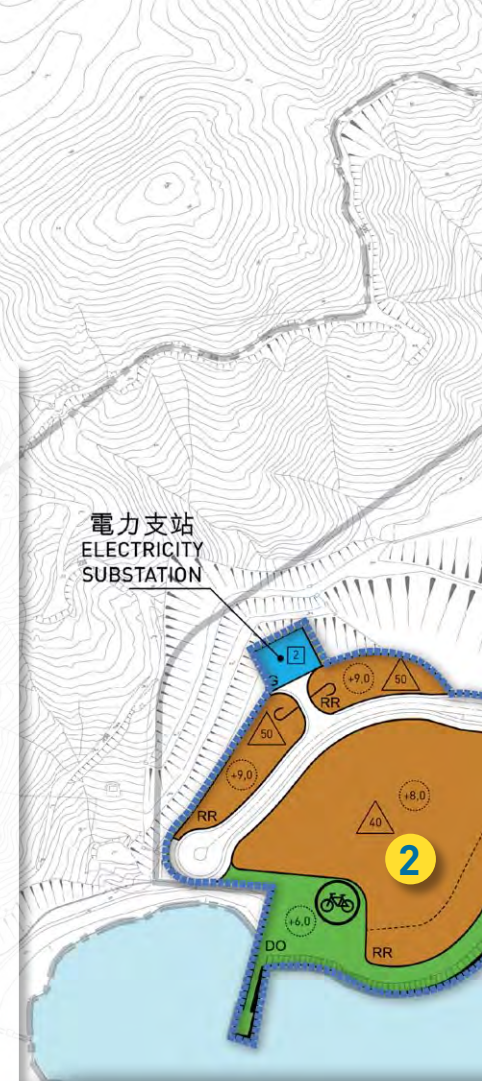 電力支站
ELECTRICITY
SUBSTATION
2
G
+9,0
50
RR
50
+9,0
+8,0
RR
40
2
+6,0
DO
RR